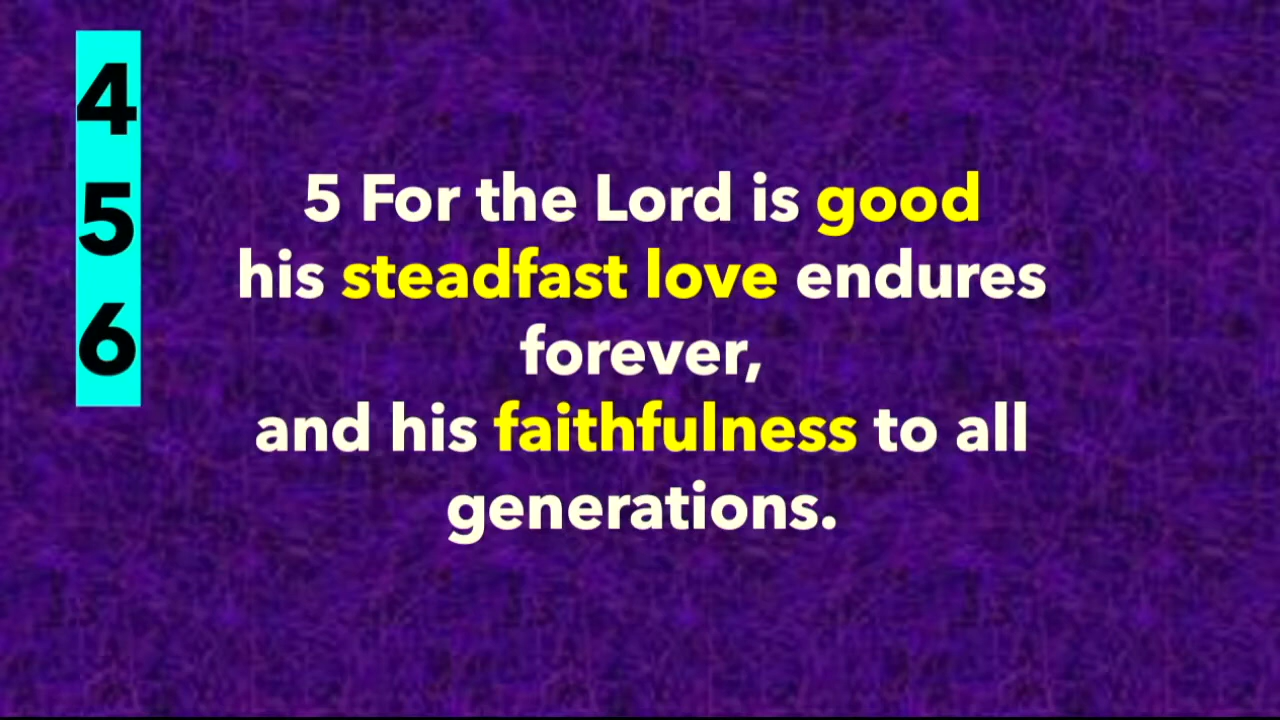 4
5
6
5 For the Lord is good
his steadfast love endures
forever,
and his faithfulness to all
generations.